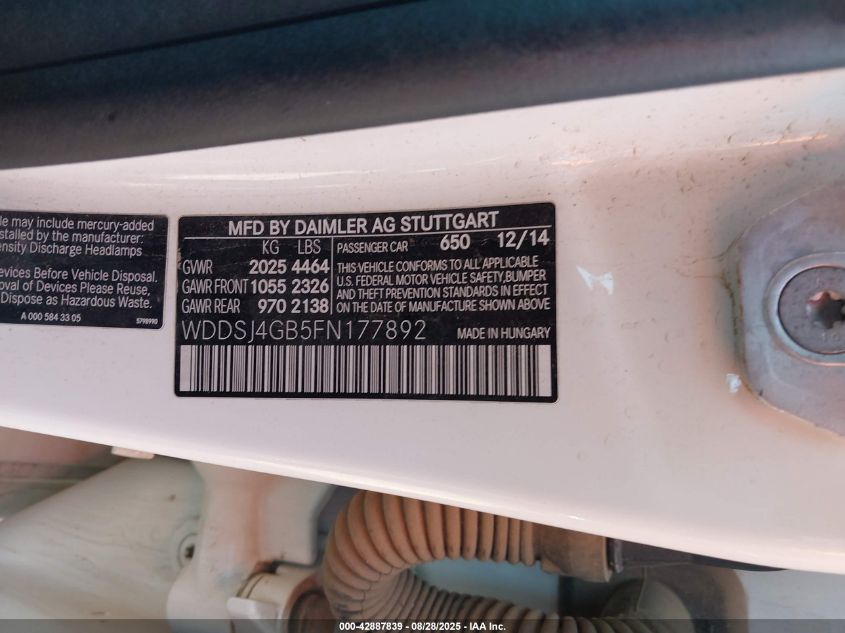 le may include mercury-added
nstalled by the manufacturer:
ensity Discharge Headlamps
evices Before Vehicle Disposal.
oval of Devices Please Reuse,
Dispose as Hazardous Waste.
A 000 584 33 05 5798990
MFD BY DAIMLER AG STUTTGART
KG LBS
GVWR 2025 4464
GAWR FRONT 1055 2326
GAWR REAR 970 2138
PASSENGER CAR 650 12/14
THIS VEHICLE CONFORMS TO ALL APPLICABLE
U.S. FEDERAL MOTOR VEHICLE SAFETY,BUMPER
AND THEFT PREVENTION STANDARDS IN EFFECT
ON THE DATE OF MANUFACTURE SHOWN ABOVE
WDDSJ4GB5FN177892 MADE IN HUNGARY
10
000-42887839 - 08/28/2025 - IAA Inc.